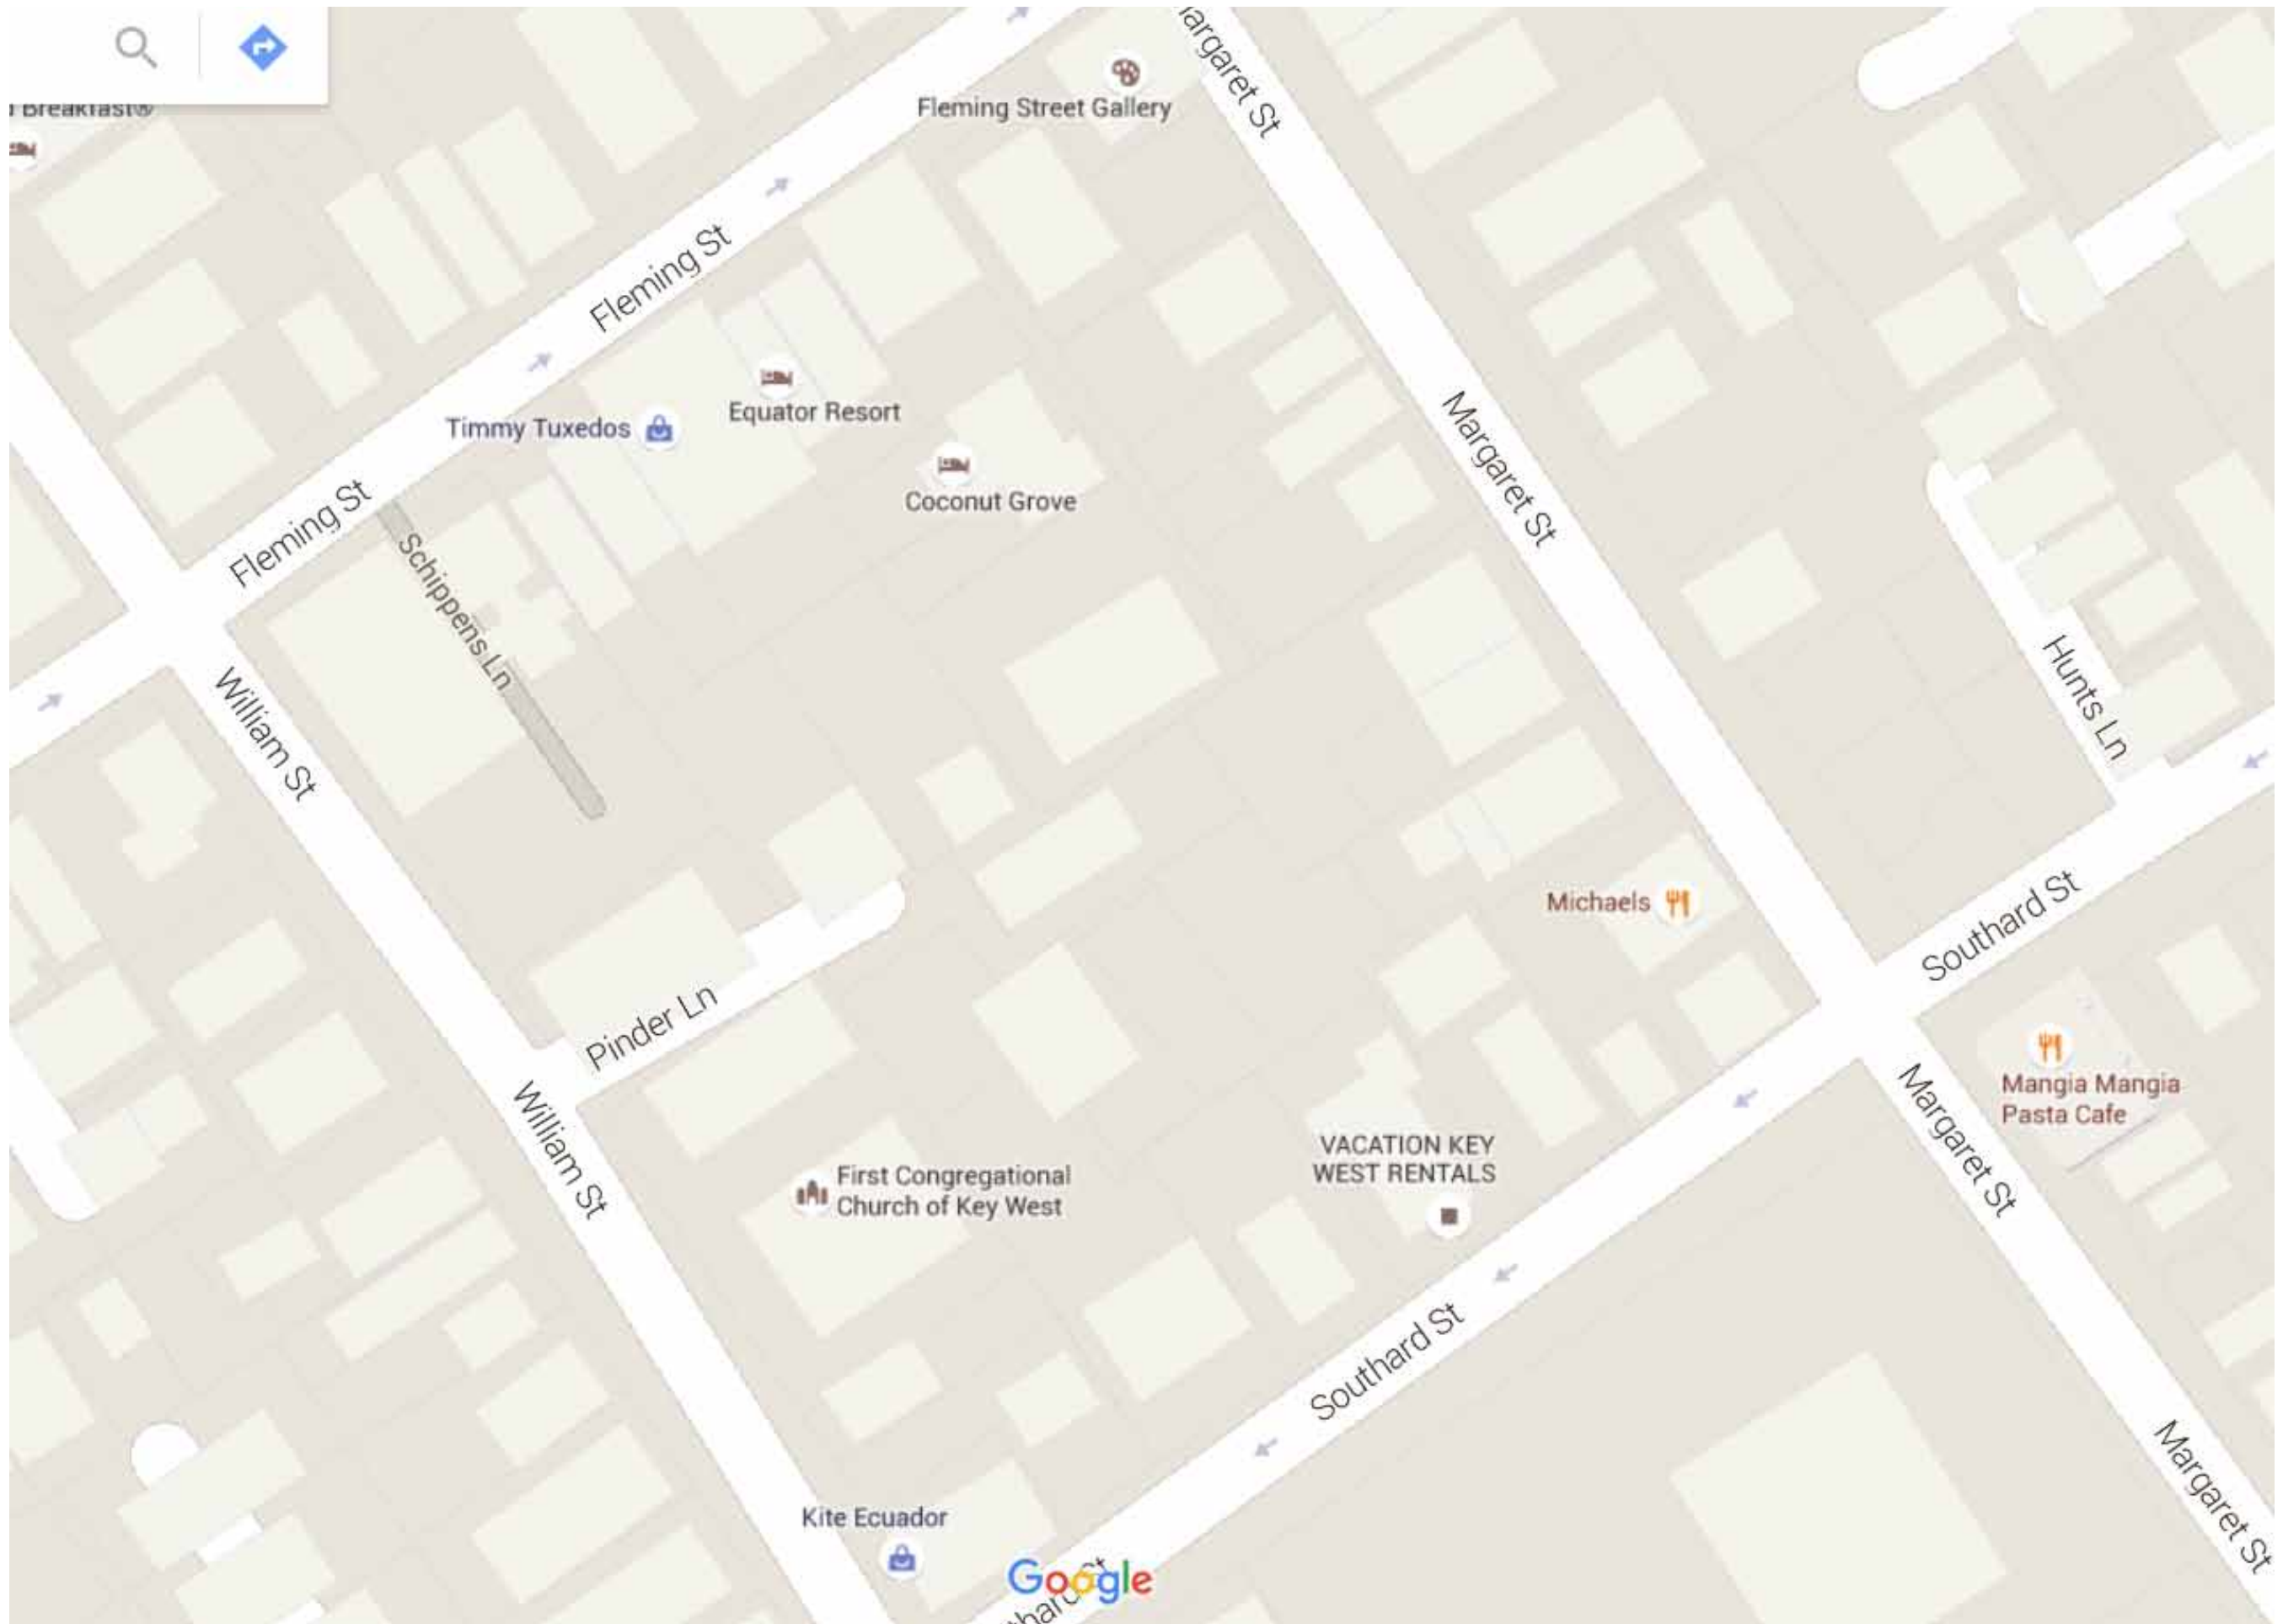 Breakfast®
Fleming Street Gallery
Margaret St
Fleming St
Timmy Tuxedos
Equator Resort
Coconut Grove
Margaret St
Fleming St
Schippens Ln
William St
Hunts Ln
Michaels
Southard St
Pinder Ln
William St
Mangia Mangia
Pasta Cafe
Margaret St
VACATION KEY
WEST RENTALS
First Congregational
Church of Key West
Southard St
Margaret St
Kite Ecuador
Google